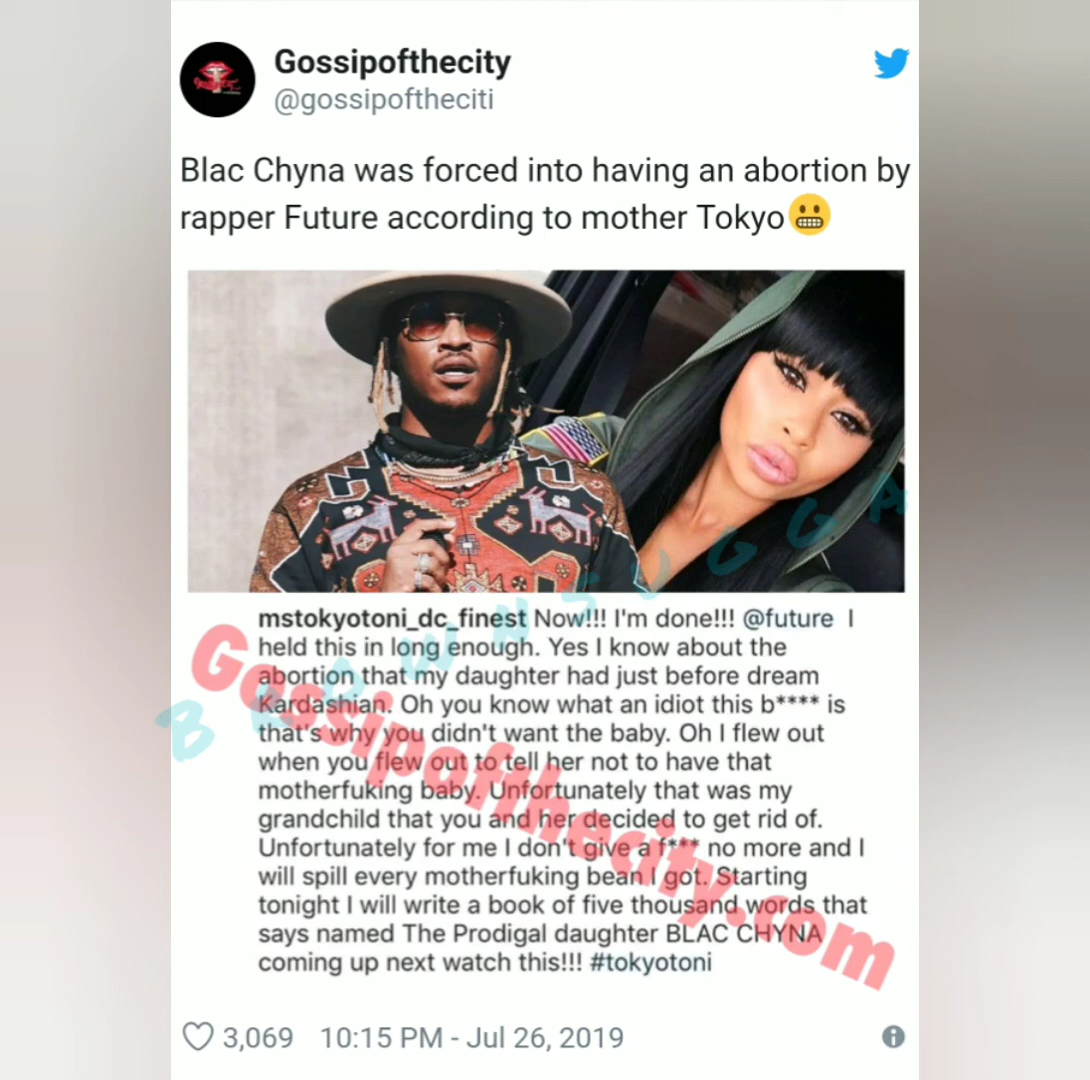 Gossipofthecity
@gossipoftheciti
Blac Chyna was forced into having an abortion by
rapper Future according to mother Tokyo😬
mstokyotoni_dc_finest Now!!! I'm done!!! @future I
held this in long enough. Yes I know about the
abortion that my daughter had just before dream
Kardashian. Oh you know what an idiot this b**** is
that's why you didn't want the baby. Oh I flew out
when you flew out to tell her not to have that
motherfuking baby. Unfortunately that was my
grandchild that you and her decided to get rid of.
Unfortunately for me I don't give a f*** no more and I
will spill every motherfuking bean I got. Starting
tonight I will write a book of five thousand words that
says named The Prodigal daughter BLAC CHYNA
coming up next watch this!!! #tokyotoni
Gossipofthecity.com
3,069 10:15 PM - Jul 26, 2019